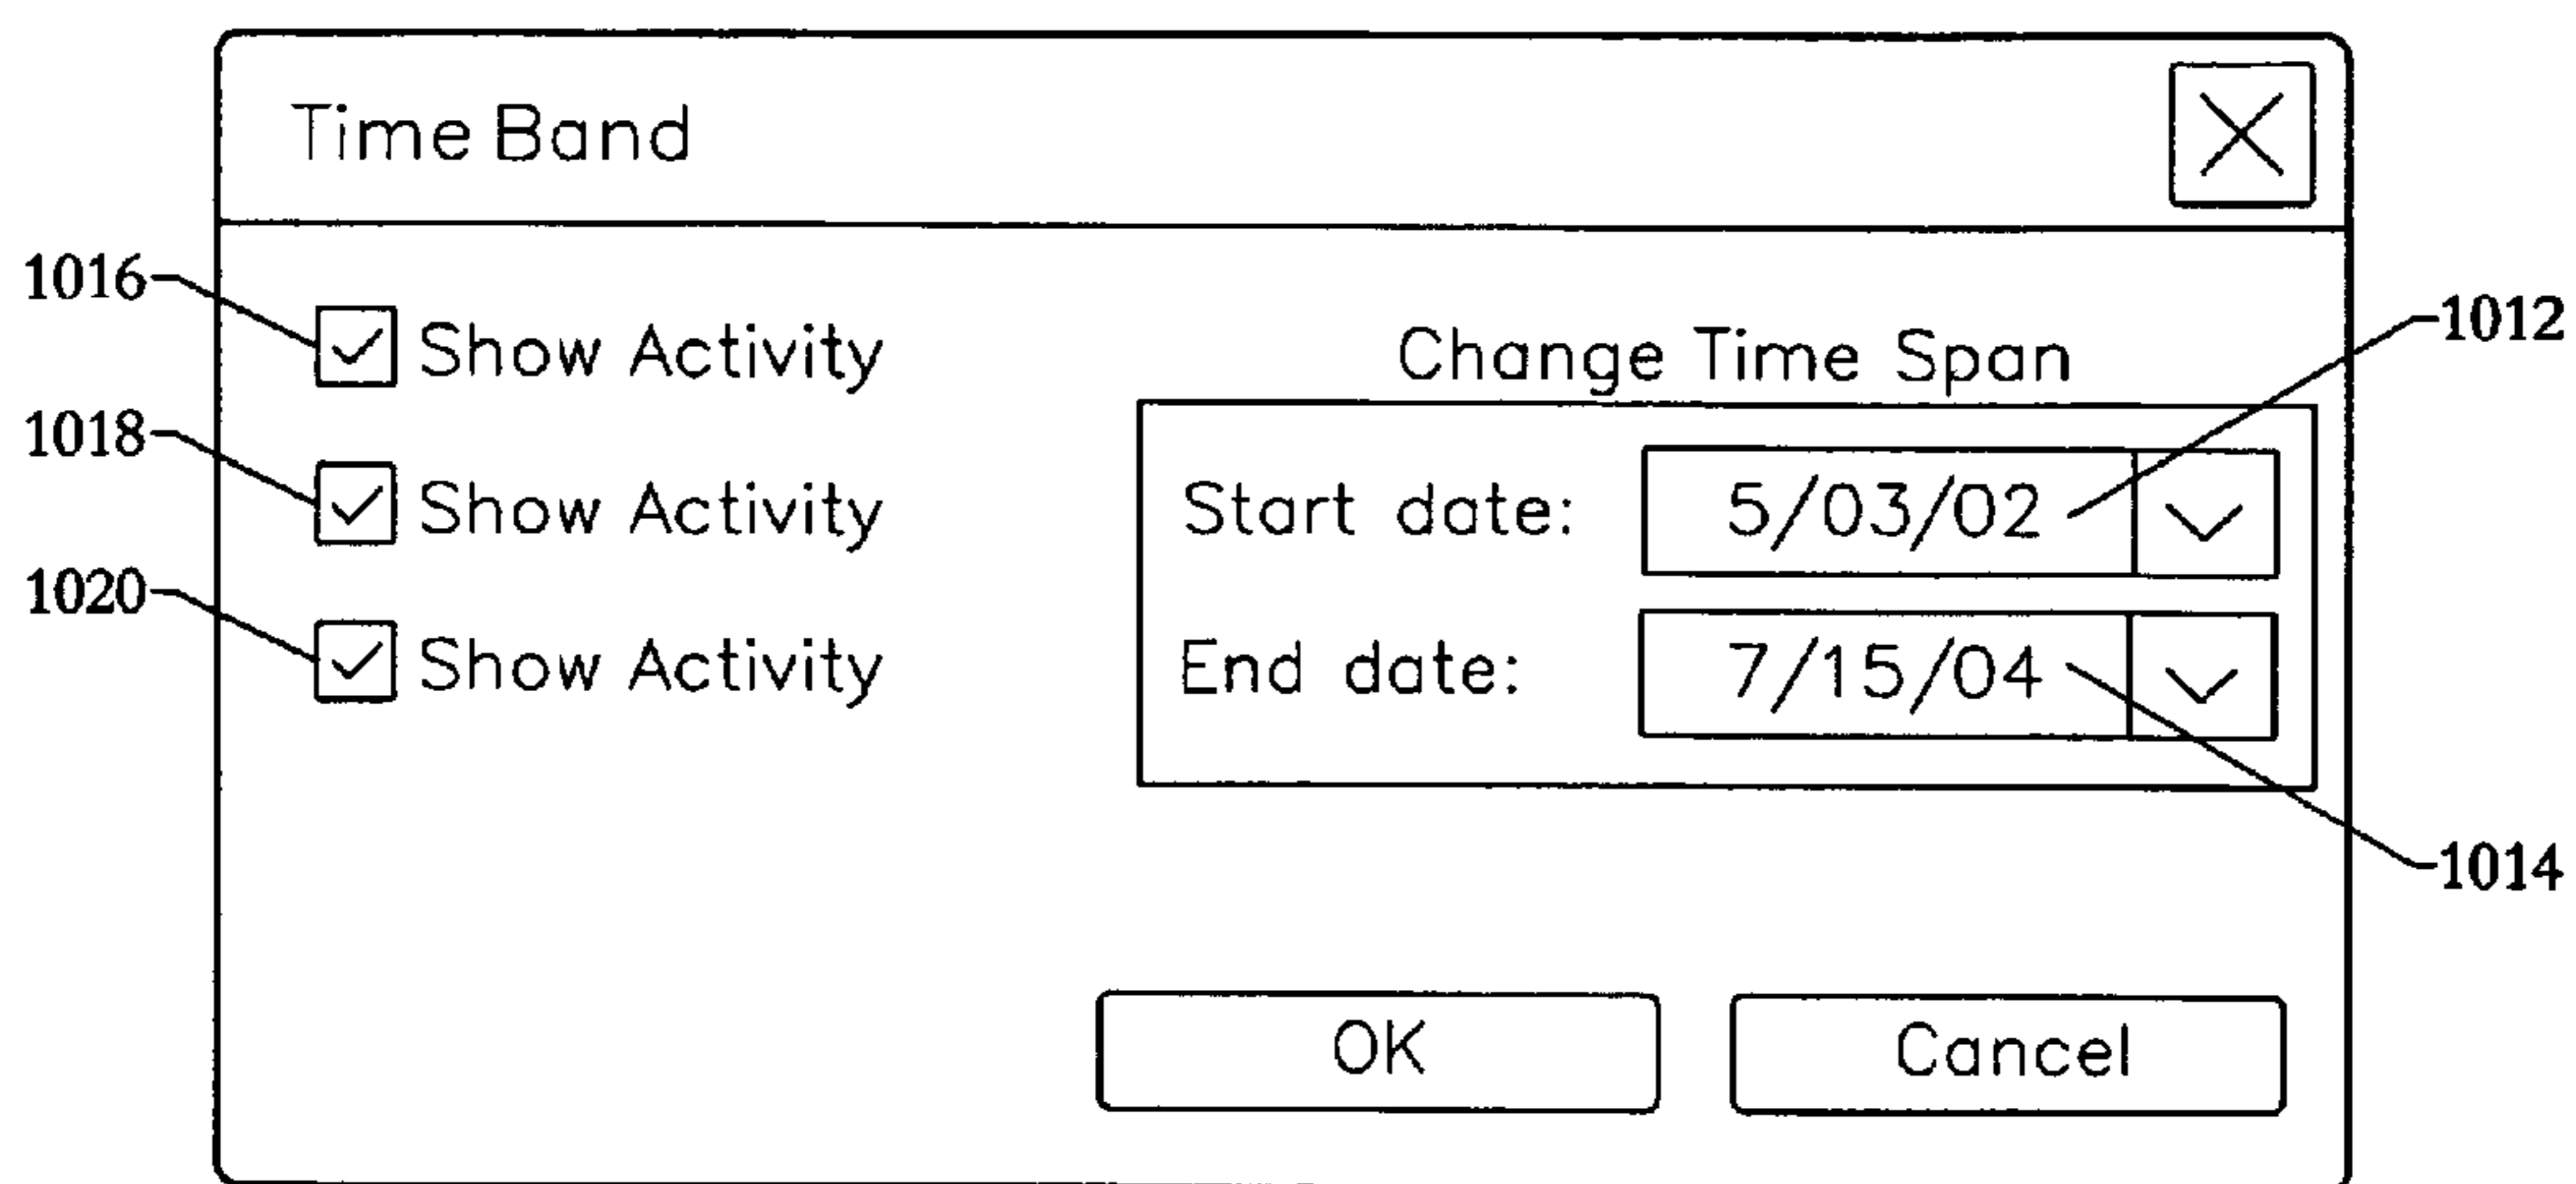 Time Band
1016
Show Activity
1018
Show Activity
1020
Show Activity
Change Time Span
1012
Start date: 5/03/02
End date: 7/15/04
1014
OK
Cancel